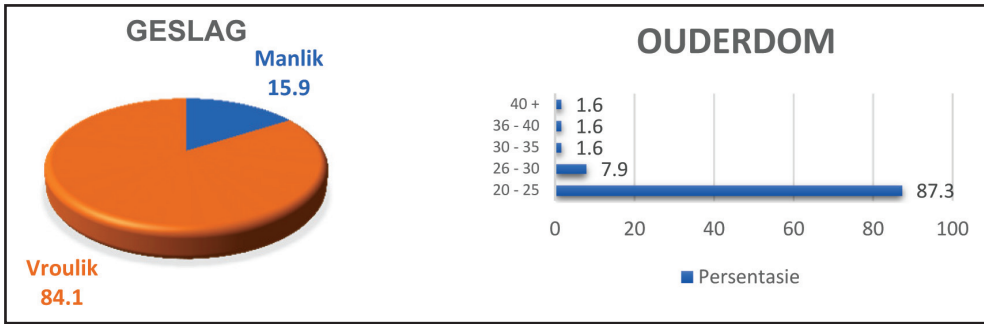 GESLAG
Manlik
15.9
Vroulik
84.1
OUDERDOM
40 + 1.6
36 - 40 1.6
30 - 35 1.6
26 - 30 7.9
20 - 25 87.3
0 20 40 60 80 100
Persentasie